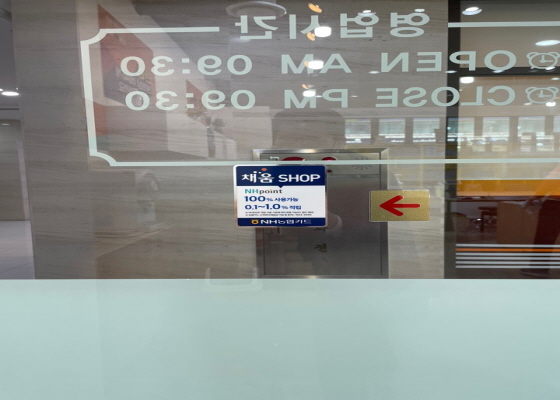 영업시간
OPEN AM 09:30
CLOSE PM 09:30
채움 SHOP
NHpoint
100% 사용가능
0.1~1.0% 적립
NH농협카드